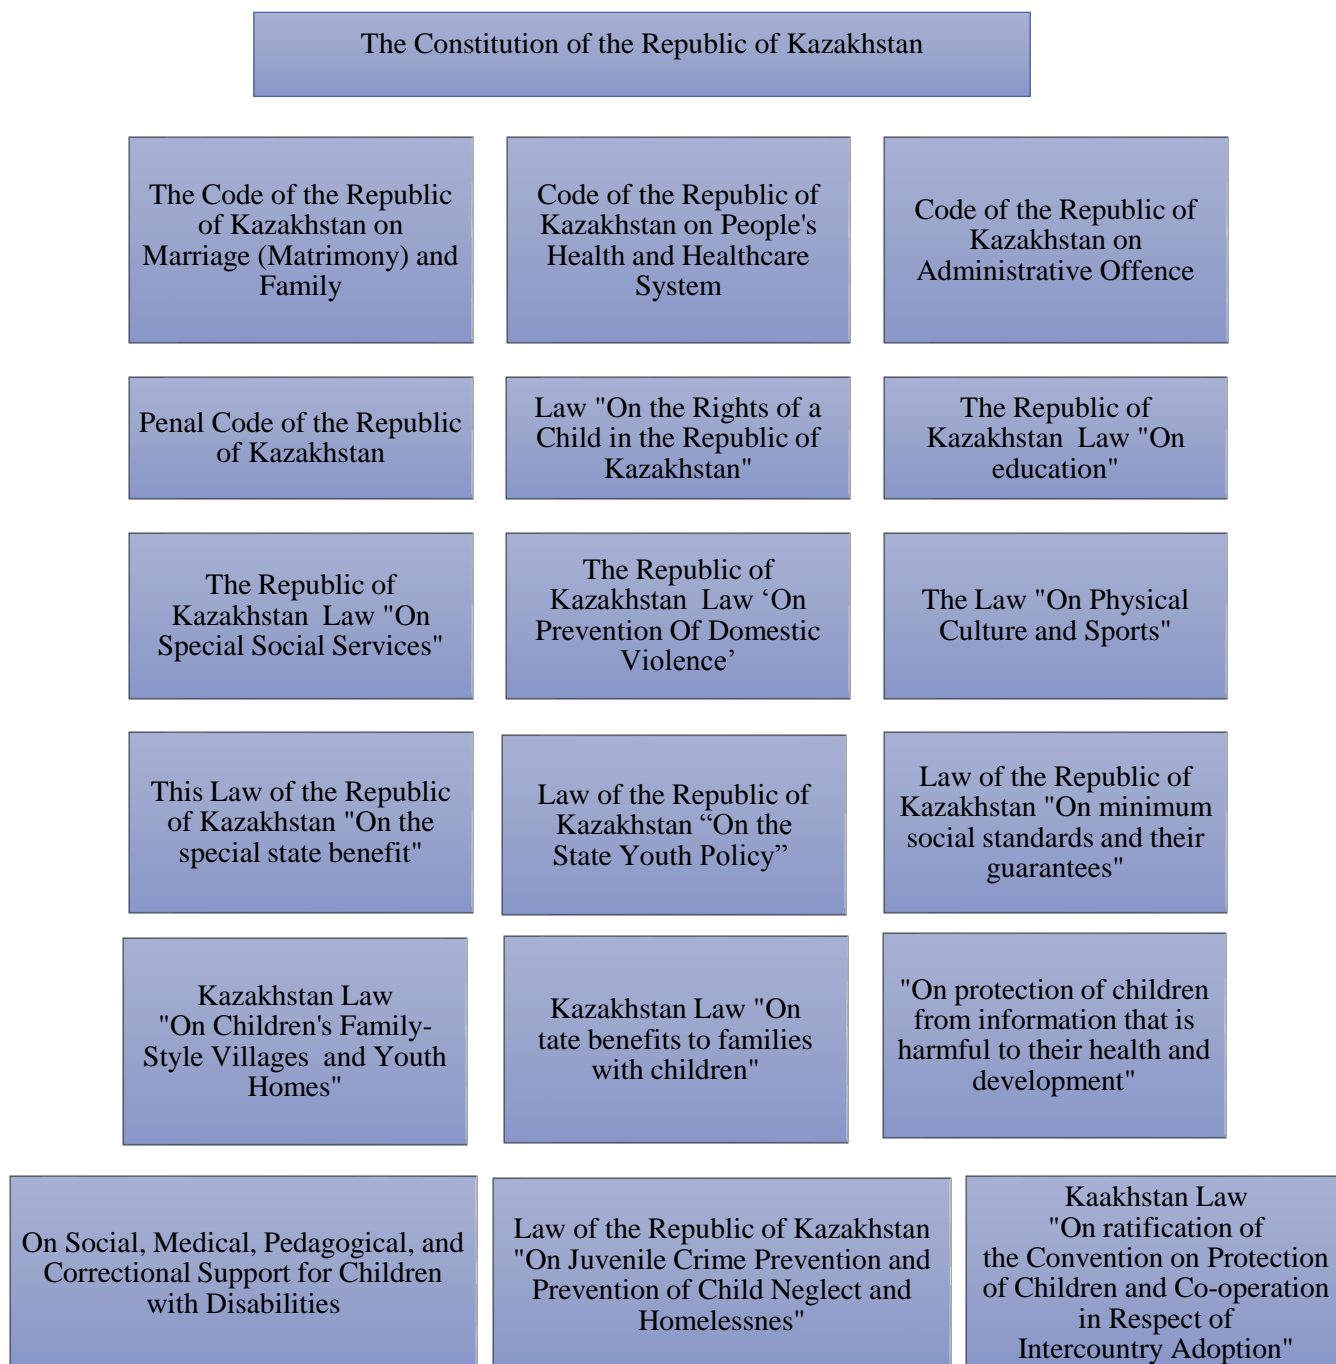 The Constitution of the Republic of Kazakhstan
The Code of the Republic
of Kazakhstan on
Marriage (Matrimony) and
Family
Code of the Republic of
Kazakhstan on People's
Health and Healthcare
System
Code of the Republic of
Kazakhstan on
Administrative Offence
Penal Code of the Republic
of Kazakhstan
Law "On the Rights of a
Child in the Republic of
Kazakhstan"
The Republic of
Kazakhstan Law "On
education"
The Republic of
Kazakhstan Law "On
Special Social Services"
The Republic of
Kazakhstan Law ‘On
Prevention Of Domestic
Violence’
The Law "On Physical
Culture and Sports"
This Law of the Republic
of Kazakhstan "On the
special state benefit"
Law of the Republic of
Kazakhstan “On the
State Youth Policy”
Law of the Republic of
Kazakhstan "On minimum
social standards and their
guarantees"
Kazakhstan Law
"On Children's Family-
Style Villages and Youth
Homes"
Kazakhstan Law "On
tate benefits to families
with children"
"On protection of children
from information that is
harmful to their health and
development"
On Social, Medical, Pedagogical, and
Correctional Support for Children
with Disabilities
Law of the Republic of Kazakhstan
"On Juvenile Crime Prevention and
Prevention of Child Neglect and
Homelessnes"
Kaakhstan Law
"On ratification of
the Convention on Protection
of Children and Co-operation
in Respect of
Intercountry Adoption"